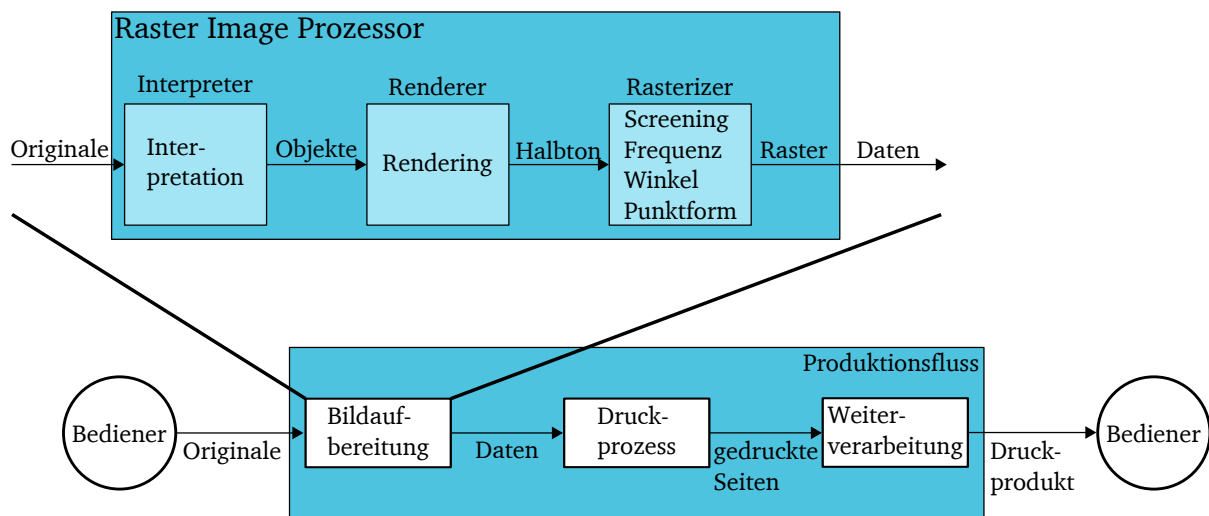 Raster Image Prozessor
Interpreter
Renderer
Rasterizer
Originale
Inter-
pretation
Objekte
Rendering
Halbton
Screening
Frequenz
Winkel
Punktform
Raster
Daten
Produktionsfluss
Bediener
Originale
Bildauf-
bereitung
Daten
Druck-
prozess
gedruckte
Seiten
Weiter-
verarbeitung
Druck-
produkt
Bediener